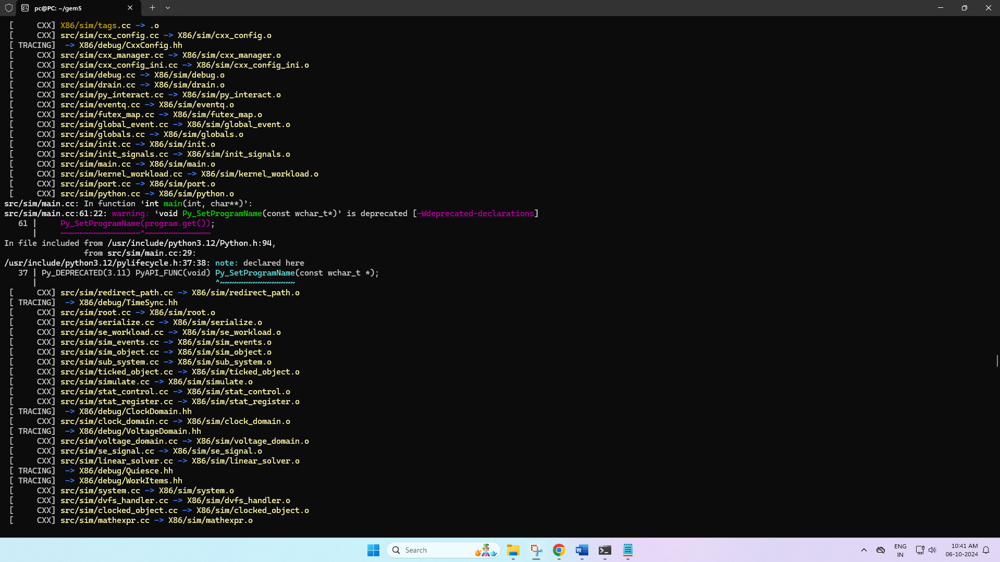 pc@PC: ~/gem5
[     CXX] X86/sim/tags.cc -> .o
[     CXX] src/sim/cxx_config.cc -> X86/sim/cxx_config.o
[ TRACING]  -> X86/debug/CxxConfig.hh
[     CXX] src/sim/cxx_manager.cc -> X86/sim/cxx_manager.o
[     CXX] src/sim/cxx_config_ini.cc -> X86/sim/cxx_config_ini.o
[     CXX] src/sim/debug.cc -> X86/sim/debug.o
[     CXX] src/sim/drain.cc -> X86/sim/drain.o
[     CXX] src/sim/py_interact.cc -> X86/sim/py_interact.o
[     CXX] src/sim/eventq.cc -> X86/sim/eventq.o
[     CXX] src/sim/futex_map.cc -> X86/sim/futex_map.o
[     CXX] src/sim/global_event.cc -> X86/sim/global_event.o
[     CXX] src/sim/globals.cc -> X86/sim/globals.o
[     CXX] src/sim/init.cc -> X86/sim/init.o
[     CXX] src/sim/init_signals.cc -> X86/sim/init_signals.o
[     CXX] src/sim/main.cc -> X86/sim/main.o
[     CXX] src/sim/kernel_workload.cc -> X86/sim/kernel_workload.o
[     CXX] src/sim/port.cc -> X86/sim/port.o
[     CXX] src/sim/python.cc -> X86/sim/python.o
src/sim/main.cc: In function ‘int main(int, char**)’:
src/sim/main.cc:61:22: warning: ‘void Py_SetProgramName(const wchar_t*)’ is deprecated [-Wdeprecated-declarations]
   61 |     Py_SetProgramName(program.get());
      |     ~~~~~~~~~~~~~~~~~^~~~~~~~~~~~~~~
In file included from /usr/include/python3.12/Python.h:94,
                 from src/sim/main.cc:29:
/usr/include/python3.12/pylifecycle.h:37:38: note: declared here
   37 | Py_DEPRECATED(3.11) PyAPI_FUNC(void) Py_SetProgramName(const wchar_t *);
      |                                      ^~~~~~~~~~~~~~~~~
[     CXX] src/sim/redirect_path.cc -> X86/sim/redirect_path.o
[ TRACING]  -> X86/debug/TimeSync.hh
[     CXX] src/sim/root.cc -> X86/sim/root.o
[     CXX] src/sim/serialize.cc -> X86/sim/serialize.o
[     CXX] src/sim/se_workload.cc -> X86/sim/se_workload.o
[     CXX] src/sim/sim_events.cc -> X86/sim/sim_events.o
[     CXX] src/sim/sim_object.cc -> X86/sim/sim_object.o
[     CXX] src/sim/sub_system.cc -> X86/sim/sub_system.o
[     CXX] src/sim/ticked_object.cc -> X86/sim/ticked_object.o
[     CXX] src/sim/simulate.cc -> X86/sim/simulate.o
[     CXX] src/sim/stat_control.cc -> X86/sim/stat_control.o
[     CXX] src/sim/stat_register.cc -> X86/sim/stat_register.o
[ TRACING]  -> X86/debug/ClockDomain.hh
[     CXX] src/sim/clock_domain.cc -> X86/sim/clock_domain.o
[ TRACING]  -> X86/debug/VoltageDomain.hh
[     CXX] src/sim/voltage_domain.cc -> X86/sim/voltage_domain.o
[     CXX] src/sim/se_signal.cc -> X86/sim/se_signal.o
[     CXX] src/sim/linear_solver.cc -> X86/sim/linear_solver.o
[ TRACING]  -> X86/debug/Quiesce.hh
[ TRACING]  -> X86/debug/WorkItems.hh
[     CXX] src/sim/system.cc -> X86/sim/system.o
[     CXX] src/sim/dvfs_handler.cc -> X86/sim/dvfs_handler.o
[     CXX] src/sim/clocked_object.cc -> X86/sim/clocked_object.o
[     CXX] src/sim/mathexpr.cc -> X86/sim/mathexpr.o
Search
ENG
IN
10:41 AM
06-10-2024